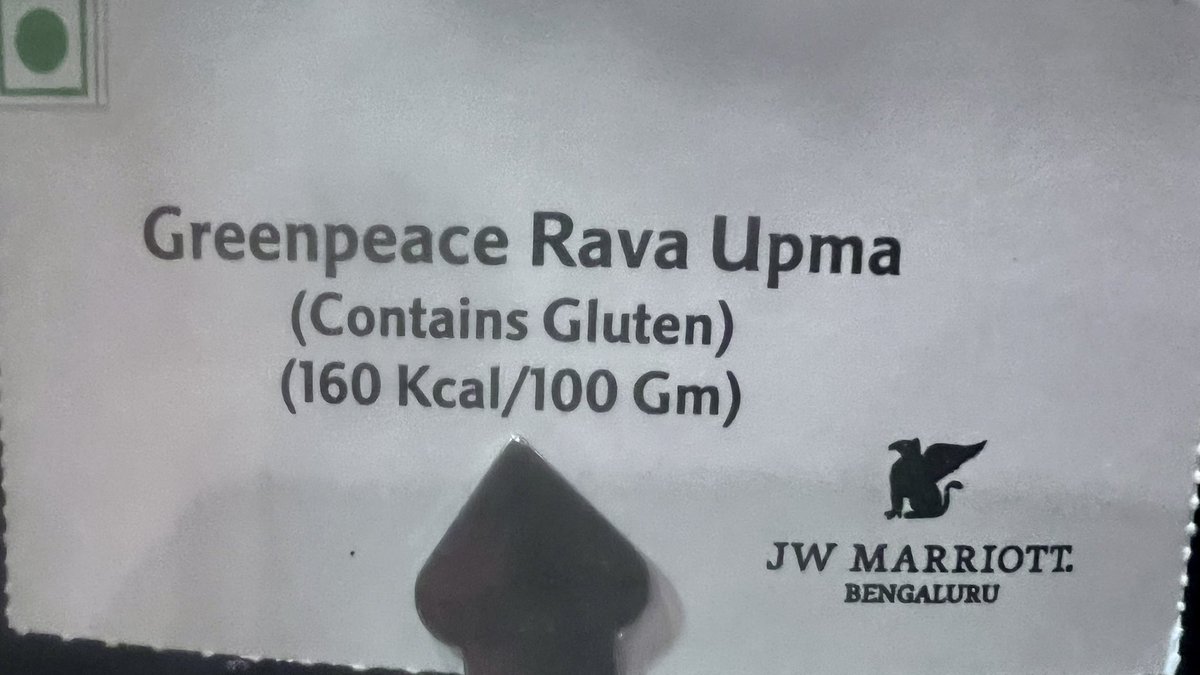 Greenpeace Rava Upma
(Contains Gluten)
(160 Kcal/100 Gm)
JW MARRIOTT.
BENGALURU